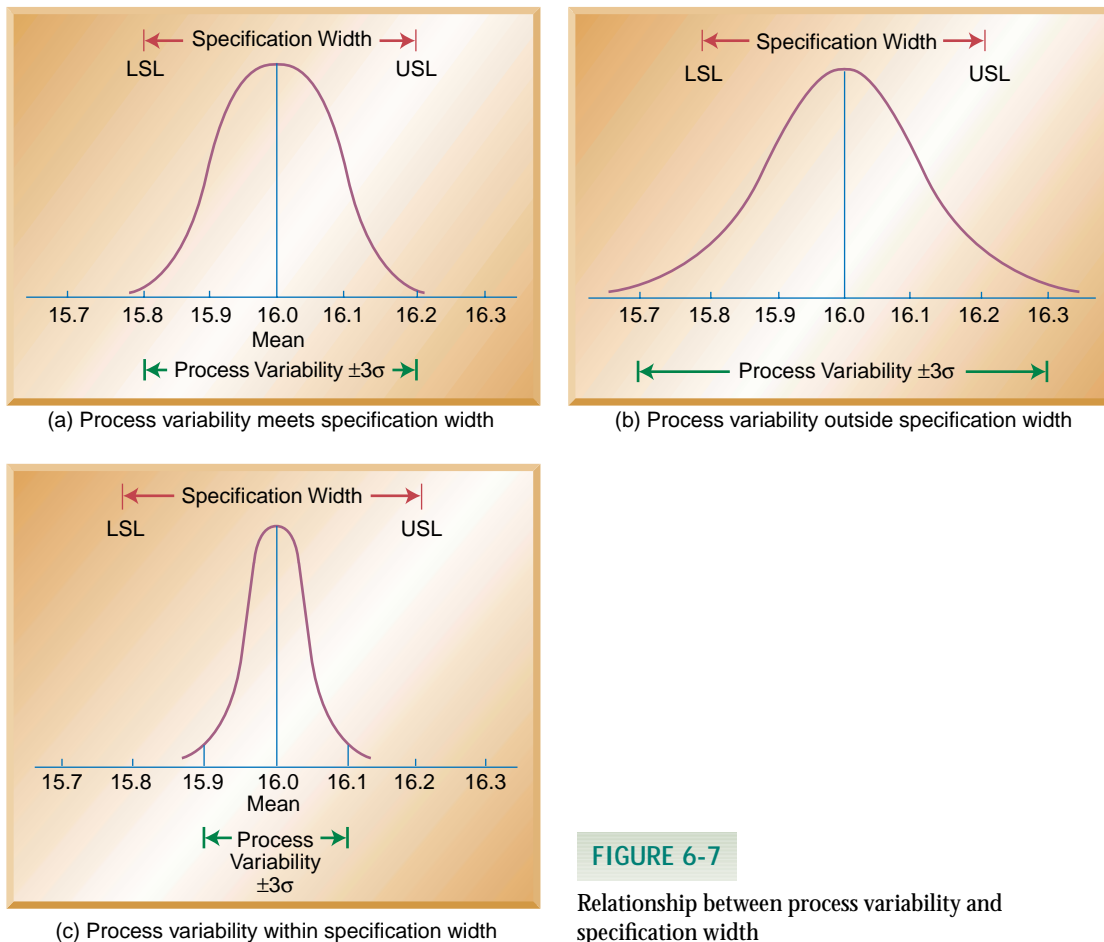 Specification Width
LSL USL
15.7 15.8 15.9 16.0 16.1 16.2 16.3
Mean
Process Variability ±3σ
(a) Process variability meets specification width
Specification Width
LSL USL
15.7 15.8 15.9 16.0 16.1 16.2 16.3
Process Variability ±3σ
(b) Process variability outside specification width
Specification Width
LSL USL
15.7 15.8 15.9 16.0 16.1 16.2 16.3
Mean
Process
Variability
±3σ
(c) Process variability within specification width
FIGURE 6-7
Relationship between process variability and
specification width